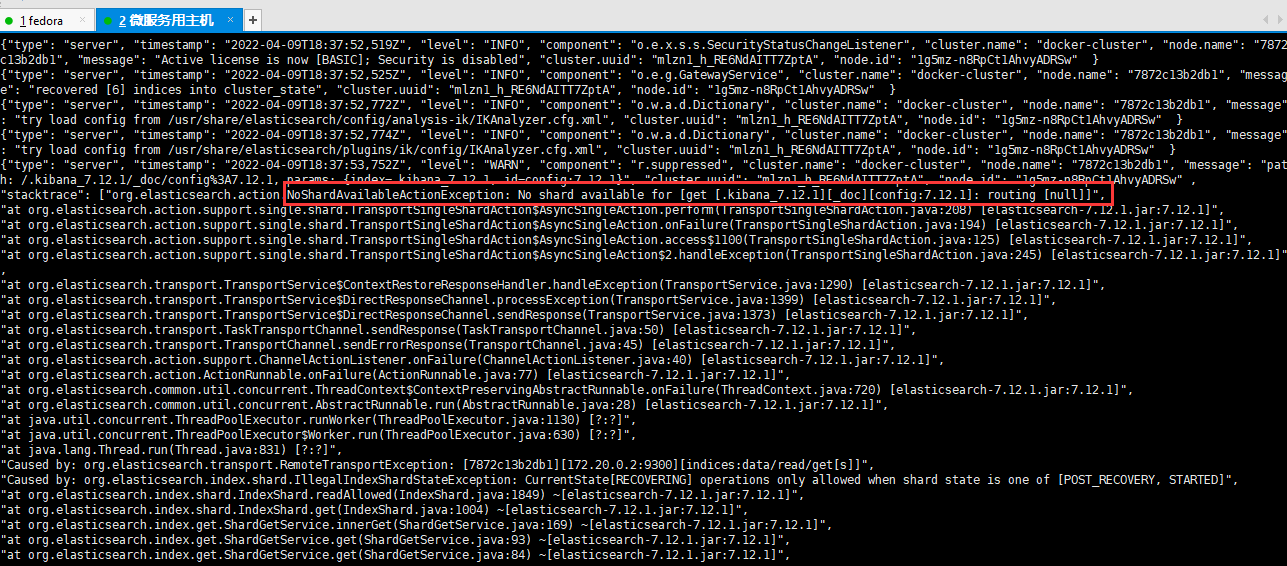 1 fedora × 2 微服务用主机 × +
{"type": "server", "timestamp": "2022-04-09T18:37:52,519Z", "level": "INFO", "component": "o.e.x.s.s.SecurityStatusChangeListener", "cluster.name": "docker-cluster", "node.name": "7872
c13b2db1", "message": "Active license is now [BASIC]; Security is disabled", "cluster.uuid": "mlzn1_h_RE6NdAITT7ZptA", "node.id": "1g5mz-n8RpCt1AhvyADRSw"  }
{"type": "server", "timestamp": "2022-04-09T18:37:52,525Z", "level": "INFO", "component": "o.e.g.GatewayService", "cluster.name": "docker-cluster", "node.name": "7872c13b2db1", "messag
e": "recovered [6] indices into cluster_state", "cluster.uuid": "mlzn1_h_RE6NdAITT7ZptA", "node.id": "1g5mz-n8RpCt1AhvyADRSw"  }
{"type": "server", "timestamp": "2022-04-09T18:37:52,772Z", "level": "INFO", "component": "o.w.a.d.Dictionary", "cluster.name": "docker-cluster", "node.name": "7872c13b2db1", "message"
: "try load config from /usr/share/elasticsearch/config/analysis-ik/IKAnalyzer.cfg.xml", "cluster.uuid": "mlzn1_h_RE6NdAITT7ZptA", "node.id": "1g5mz-n8RpCt1AhvyADRSw"  }
{"type": "server", "timestamp": "2022-04-09T18:37:52,774Z", "level": "INFO", "component": "o.w.a.d.Dictionary", "cluster.name": "docker-cluster", "node.name": "7872c13b2db1", "message"
: "try load config from /usr/share/elasticsearch/plugins/ik/config/IKAnalyzer.cfg.xml", "cluster.uuid": "mlzn1_h_RE6NdAITT7ZptA", "node.id": "1g5mz-n8RpCt1AhvyADRSw"  }
{"type": "server", "timestamp": "2022-04-09T18:37:53,752Z", "level": "WARN", "component": "r.suppressed", "cluster.name": "docker-cluster", "node.name": "7872c13b2db1", "message": "pat
h: /.kibana_7.12.1/_doc/config%3A7.12.1, params: {index=.kibana_7.12.1, id=config:7.12.1}", "cluster.uuid": "mlzn1_h_RE6NdAITT7ZptA", "node.id": "1g5mz-n8RpCt1AhvyADRSw" ,
"stacktrace": ["org.elasticsearch.action.NoShardAvailableActionException: No shard available for [get [.kibana_7.12.1][_doc][config:7.12.1]: routing [null]]",
"at org.elasticsearch.action.support.single.shard.TransportSingleShardAction$AsyncSingleAction.perform(TransportSingleShardAction.java:208) [elasticsearch-7.12.1.jar:7.12.1]",
"at org.elasticsearch.action.support.single.shard.TransportSingleShardAction$AsyncSingleAction.onFailure(TransportSingleShardAction.java:194) [elasticsearch-7.12.1.jar:7.12.1]",
"at org.elasticsearch.action.support.single.shard.TransportSingleShardAction$AsyncSingleAction.access$1100(TransportSingleShardAction.java:125) [elasticsearch-7.12.1.jar:7.12.1]",
"at org.elasticsearch.action.support.single.shard.TransportSingleShardAction$AsyncSingleAction$2.handleException(TransportSingleShardAction.java:245) [elasticsearch-7.12.1.jar:7.12.1]"
,
"at org.elasticsearch.transport.TransportService$ContextRestoreResponseHandler.handleException(TransportService.java:1290) [elasticsearch-7.12.1.jar:7.12.1]",
"at org.elasticsearch.transport.TransportService$DirectResponseChannel.processException(TransportService.java:1399) [elasticsearch-7.12.1.jar:7.12.1]",
"at org.elasticsearch.transport.TransportService$DirectResponseChannel.sendResponse(TransportService.java:1373) [elasticsearch-7.12.1.jar:7.12.1]",
"at org.elasticsearch.transport.TaskTransportChannel.sendResponse(TaskTransportChannel.java:50) [elasticsearch-7.12.1.jar:7.12.1]",
"at org.elasticsearch.transport.TransportChannel.sendErrorResponse(TransportChannel.java:45) [elasticsearch-7.12.1.jar:7.12.1]",
"at org.elasticsearch.action.support.ChannelActionListener.onFailure(ChannelActionListener.java:40) [elasticsearch-7.12.1.jar:7.12.1]",
"at org.elasticsearch.action.ActionRunnable.onFailure(ActionRunnable.java:77) [elasticsearch-7.12.1.jar:7.12.1]",
"at org.elasticsearch.common.util.concurrent.ThreadContext$ContextPreservingAbstractRunnable.onFailure(ThreadContext.java:720) [elasticsearch-7.12.1.jar:7.12.1]",
"at org.elasticsearch.common.util.concurrent.AbstractRunnable.run(AbstractRunnable.java:28) [elasticsearch-7.12.1.jar:7.12.1]",
"at java.util.concurrent.ThreadPoolExecutor.runWorker(ThreadPoolExecutor.java:1130) [?:?]",
"at java.util.concurrent.ThreadPoolExecutor$Worker.run(ThreadPoolExecutor.java:630) [?:?]",
"at java.lang.Thread.run(Thread.java:831) [?:?]",
"Caused by: org.elasticsearch.transport.RemoteTransportException: [7872c13b2db1][172.20.0.2:9300][indices:data/read/get[s]]",
"Caused by: org.elasticsearch.index.shard.IllegalIndexShardStateException: CurrentState[RECOVERING] operations only allowed when shard state is one of [POST_RECOVERY, STARTED]",
"at org.elasticsearch.index.shard.IndexShard.readAllowed(IndexShard.java:1849) ~[elasticsearch-7.12.1.jar:7.12.1]",
"at org.elasticsearch.index.shard.IndexShard.get(IndexShard.java:1004) ~[elasticsearch-7.12.1.jar:7.12.1]",
"at org.elasticsearch.index.get.ShardGetService.innerGet(ShardGetService.java:169) ~[elasticsearch-7.12.1.jar:7.12.1]",
"at org.elasticsearch.index.get.ShardGetService.get(ShardGetService.java:93) ~[elasticsearch-7.12.1.jar:7.12.1]",
"at org.elasticsearch.index.get.ShardGetService.get(ShardGetService.java:84) ~[elasticsearch-7.12.1.jar:7.12.1]",